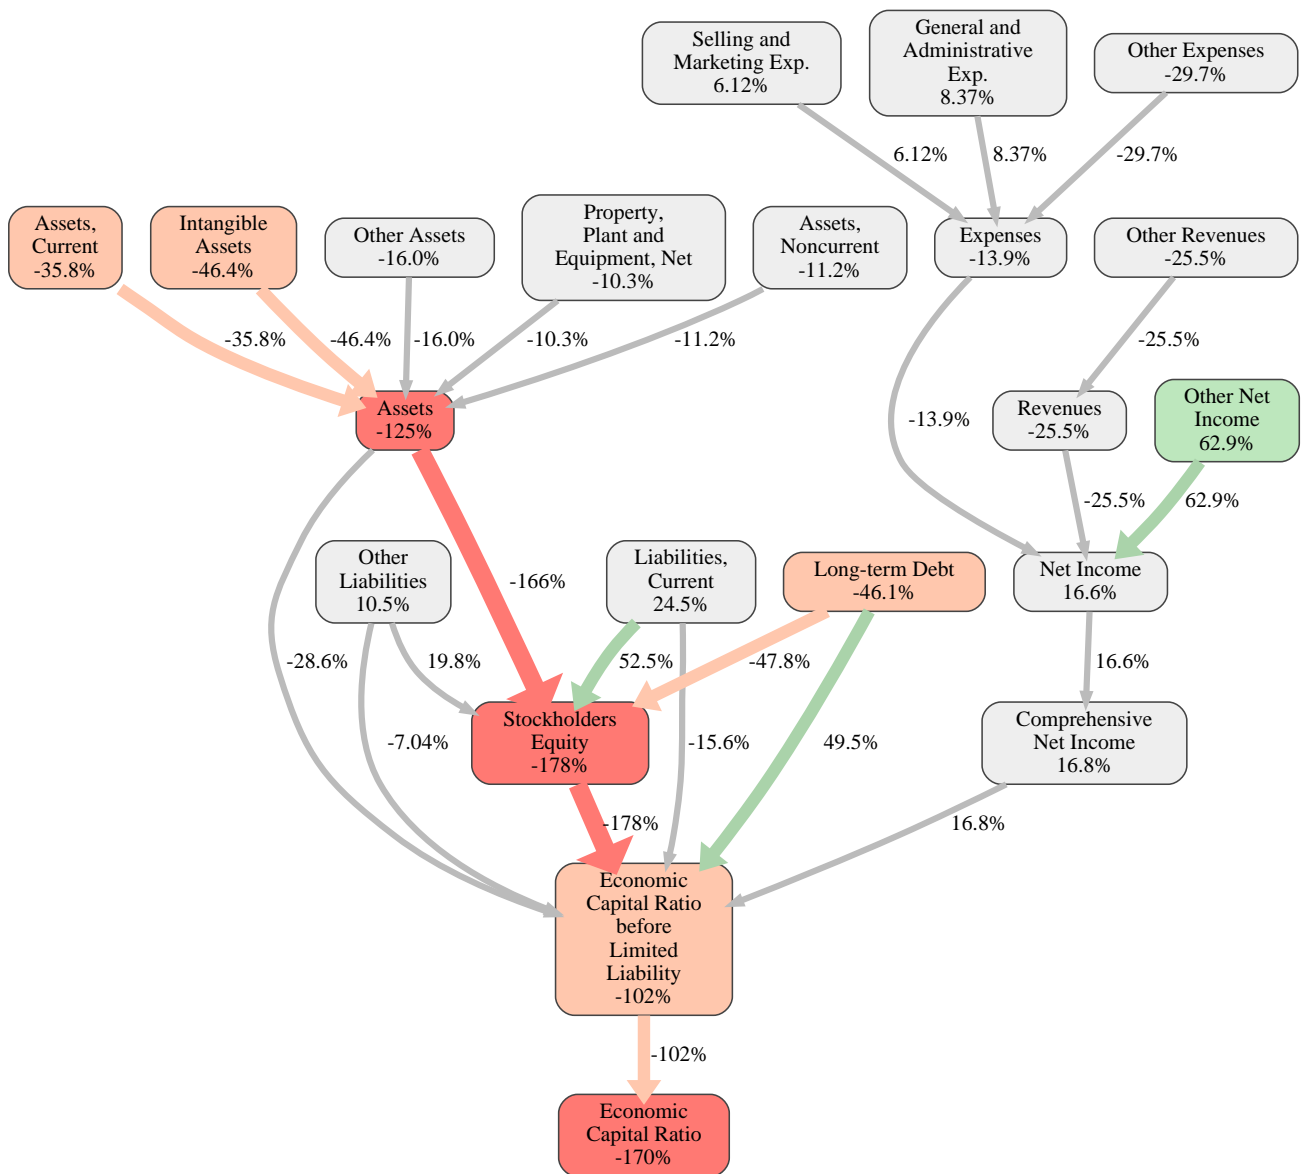 Selling and
Marketing Exp.
6.12%
General and
Administrative
Exp.
8.37%
Other Expenses
-29.7%
6.12%
8.37%
-29.7%
Assets,
Current
-35.8%
Intangible
Assets
-46.4%
Other Assets
-16.0%
Property,
Plant and
Equipment, Net
-10.3%
Assets,
Noncurrent
-11.2%
Expenses
-13.9%
Other Revenues
-25.5%
-35.8%
-46.4%
-16.0%
-10.3%
-11.2%
-25.5%
Assets
-125%
-13.9%
Revenues
-25.5%
Other Net
Income
62.9%
-25.5%
62.9%
Other
Liabilities
10.5%
-166%
Liabilities,
Current
24.5%
Long-term Debt
-46.1%
Net Income
16.6%
-28.6%
19.8%
52.5%
-47.8%
16.6%
-7.04%
Stockholders
Equity
-178%
-15.6%
49.5%
Comprehensive
Net Income
16.8%
-178%
16.8%
Economic
Capital Ratio
before
Limited
Liability
-102%
-102%
Economic
Capital Ratio
-170%